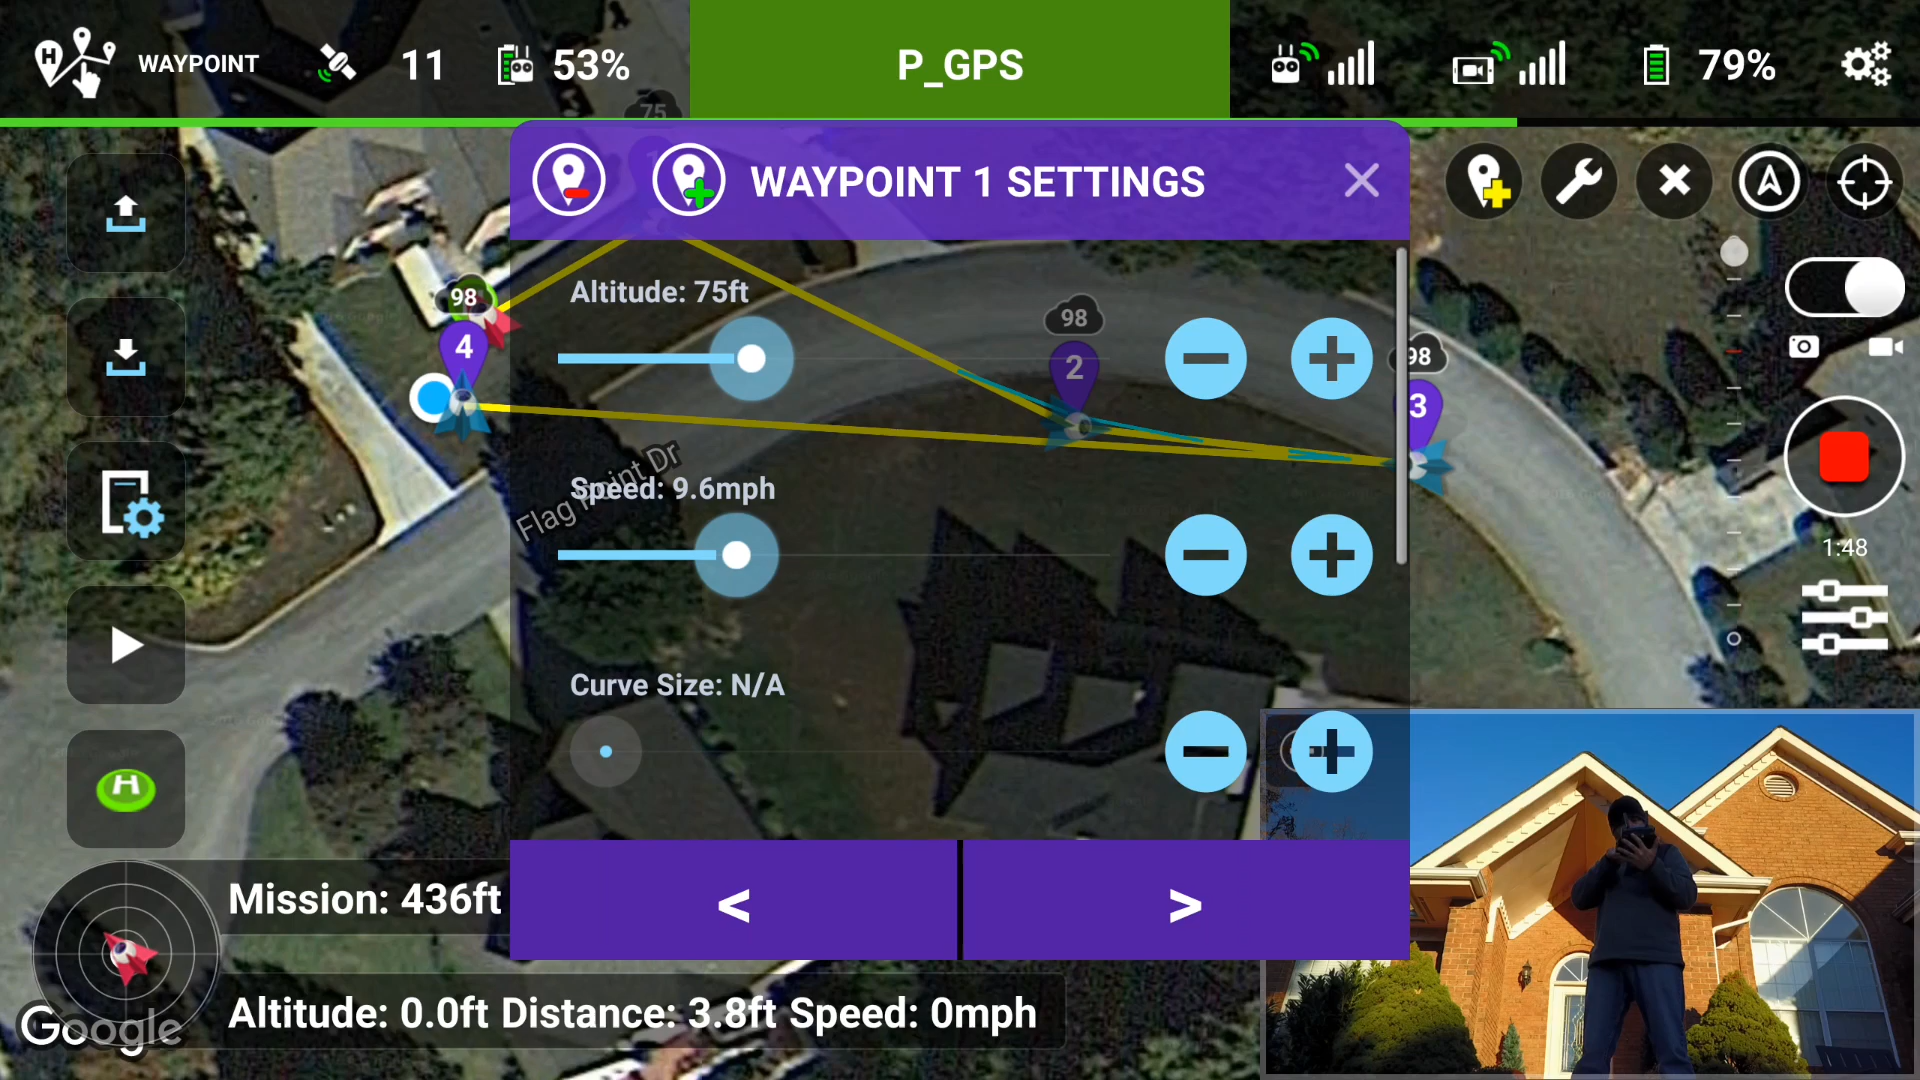 WAYPOINT
11
53%
P_GPS
79%
75
WAYPOINT 1 SETTINGS
Altitude: 75ft
98
4
98
2
98
3
Flag Point Dr
Speed: 9.6mph
1:48
Curve Size: N/A
H
< >
Mission: 436ft
Altitude: 0.0ft Distance: 3.8ft Speed: 0mph
Google